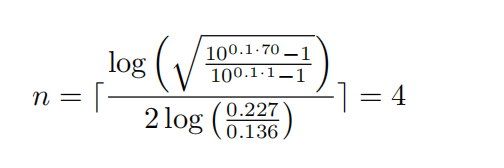 n = ⌈ log ( √ 10^{0.1·70} −1 / 10^{0.1·1} −1 ) / 2 log ( 0.227 / 0.136 ) ⌉ = 4